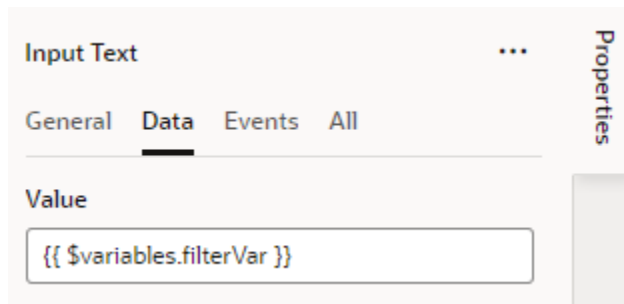 Input Text ...
Properties
General Data Events All
Value
{{ $variables.filterVar }}